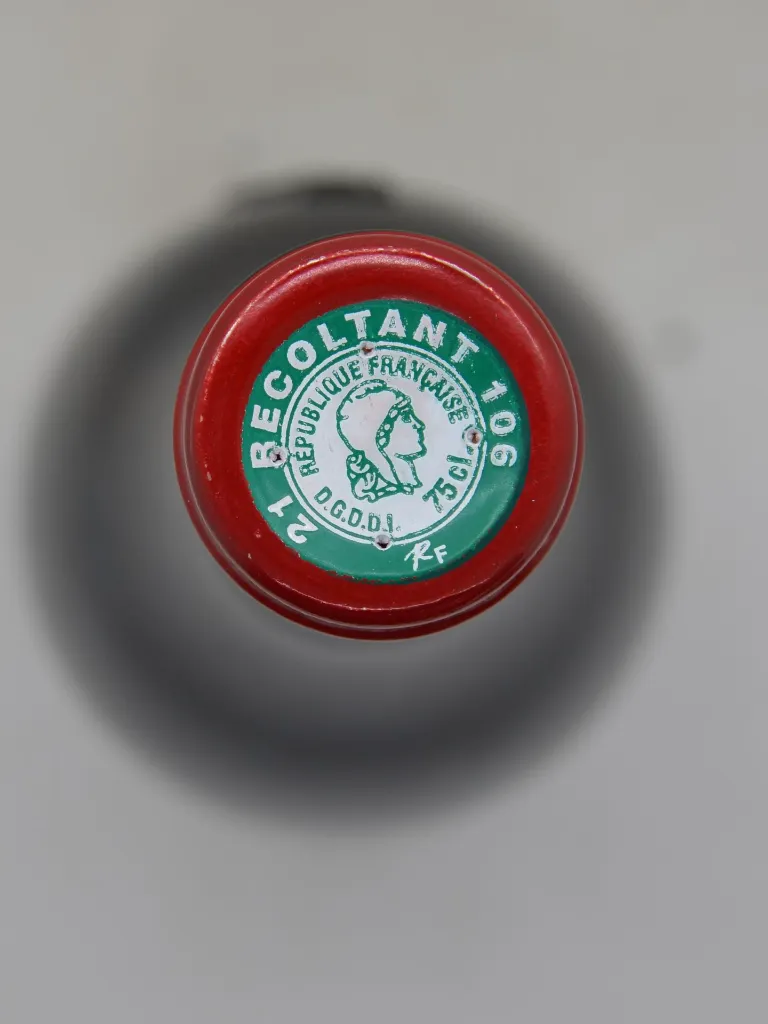 21 RECOLTANT 106
RÉPUBLIQUE FRANÇAISE
75 CL.
D.G.D.D.I.
RF